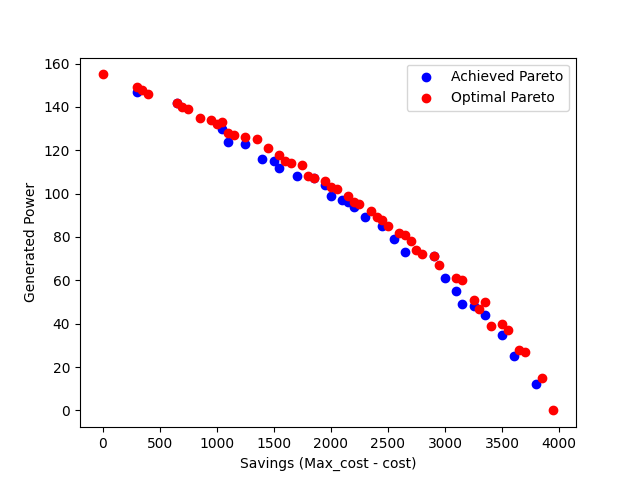 160
140
120
100
80
60
40
20
0
Generated Power
Achieved Pareto
Optimal Pareto
0 500 1000 1500 2000 2500 3000 3500 4000
Savings (Max_cost - cost)